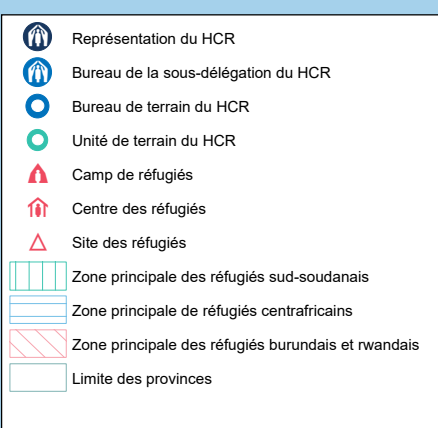 Représentation du HCR
Bureau de la sous-délégation du HCR
Bureau de terrain du HCR
Unité de terrain du HCR
Camp de réfugiés
Centre des réfugiés
Site des réfugiés
Zone principale des réfugiés sud-soudanais
Zone principale de réfugiés centrafricains
Zone principale des réfugiés burundais et rwandais
Limite des provinces